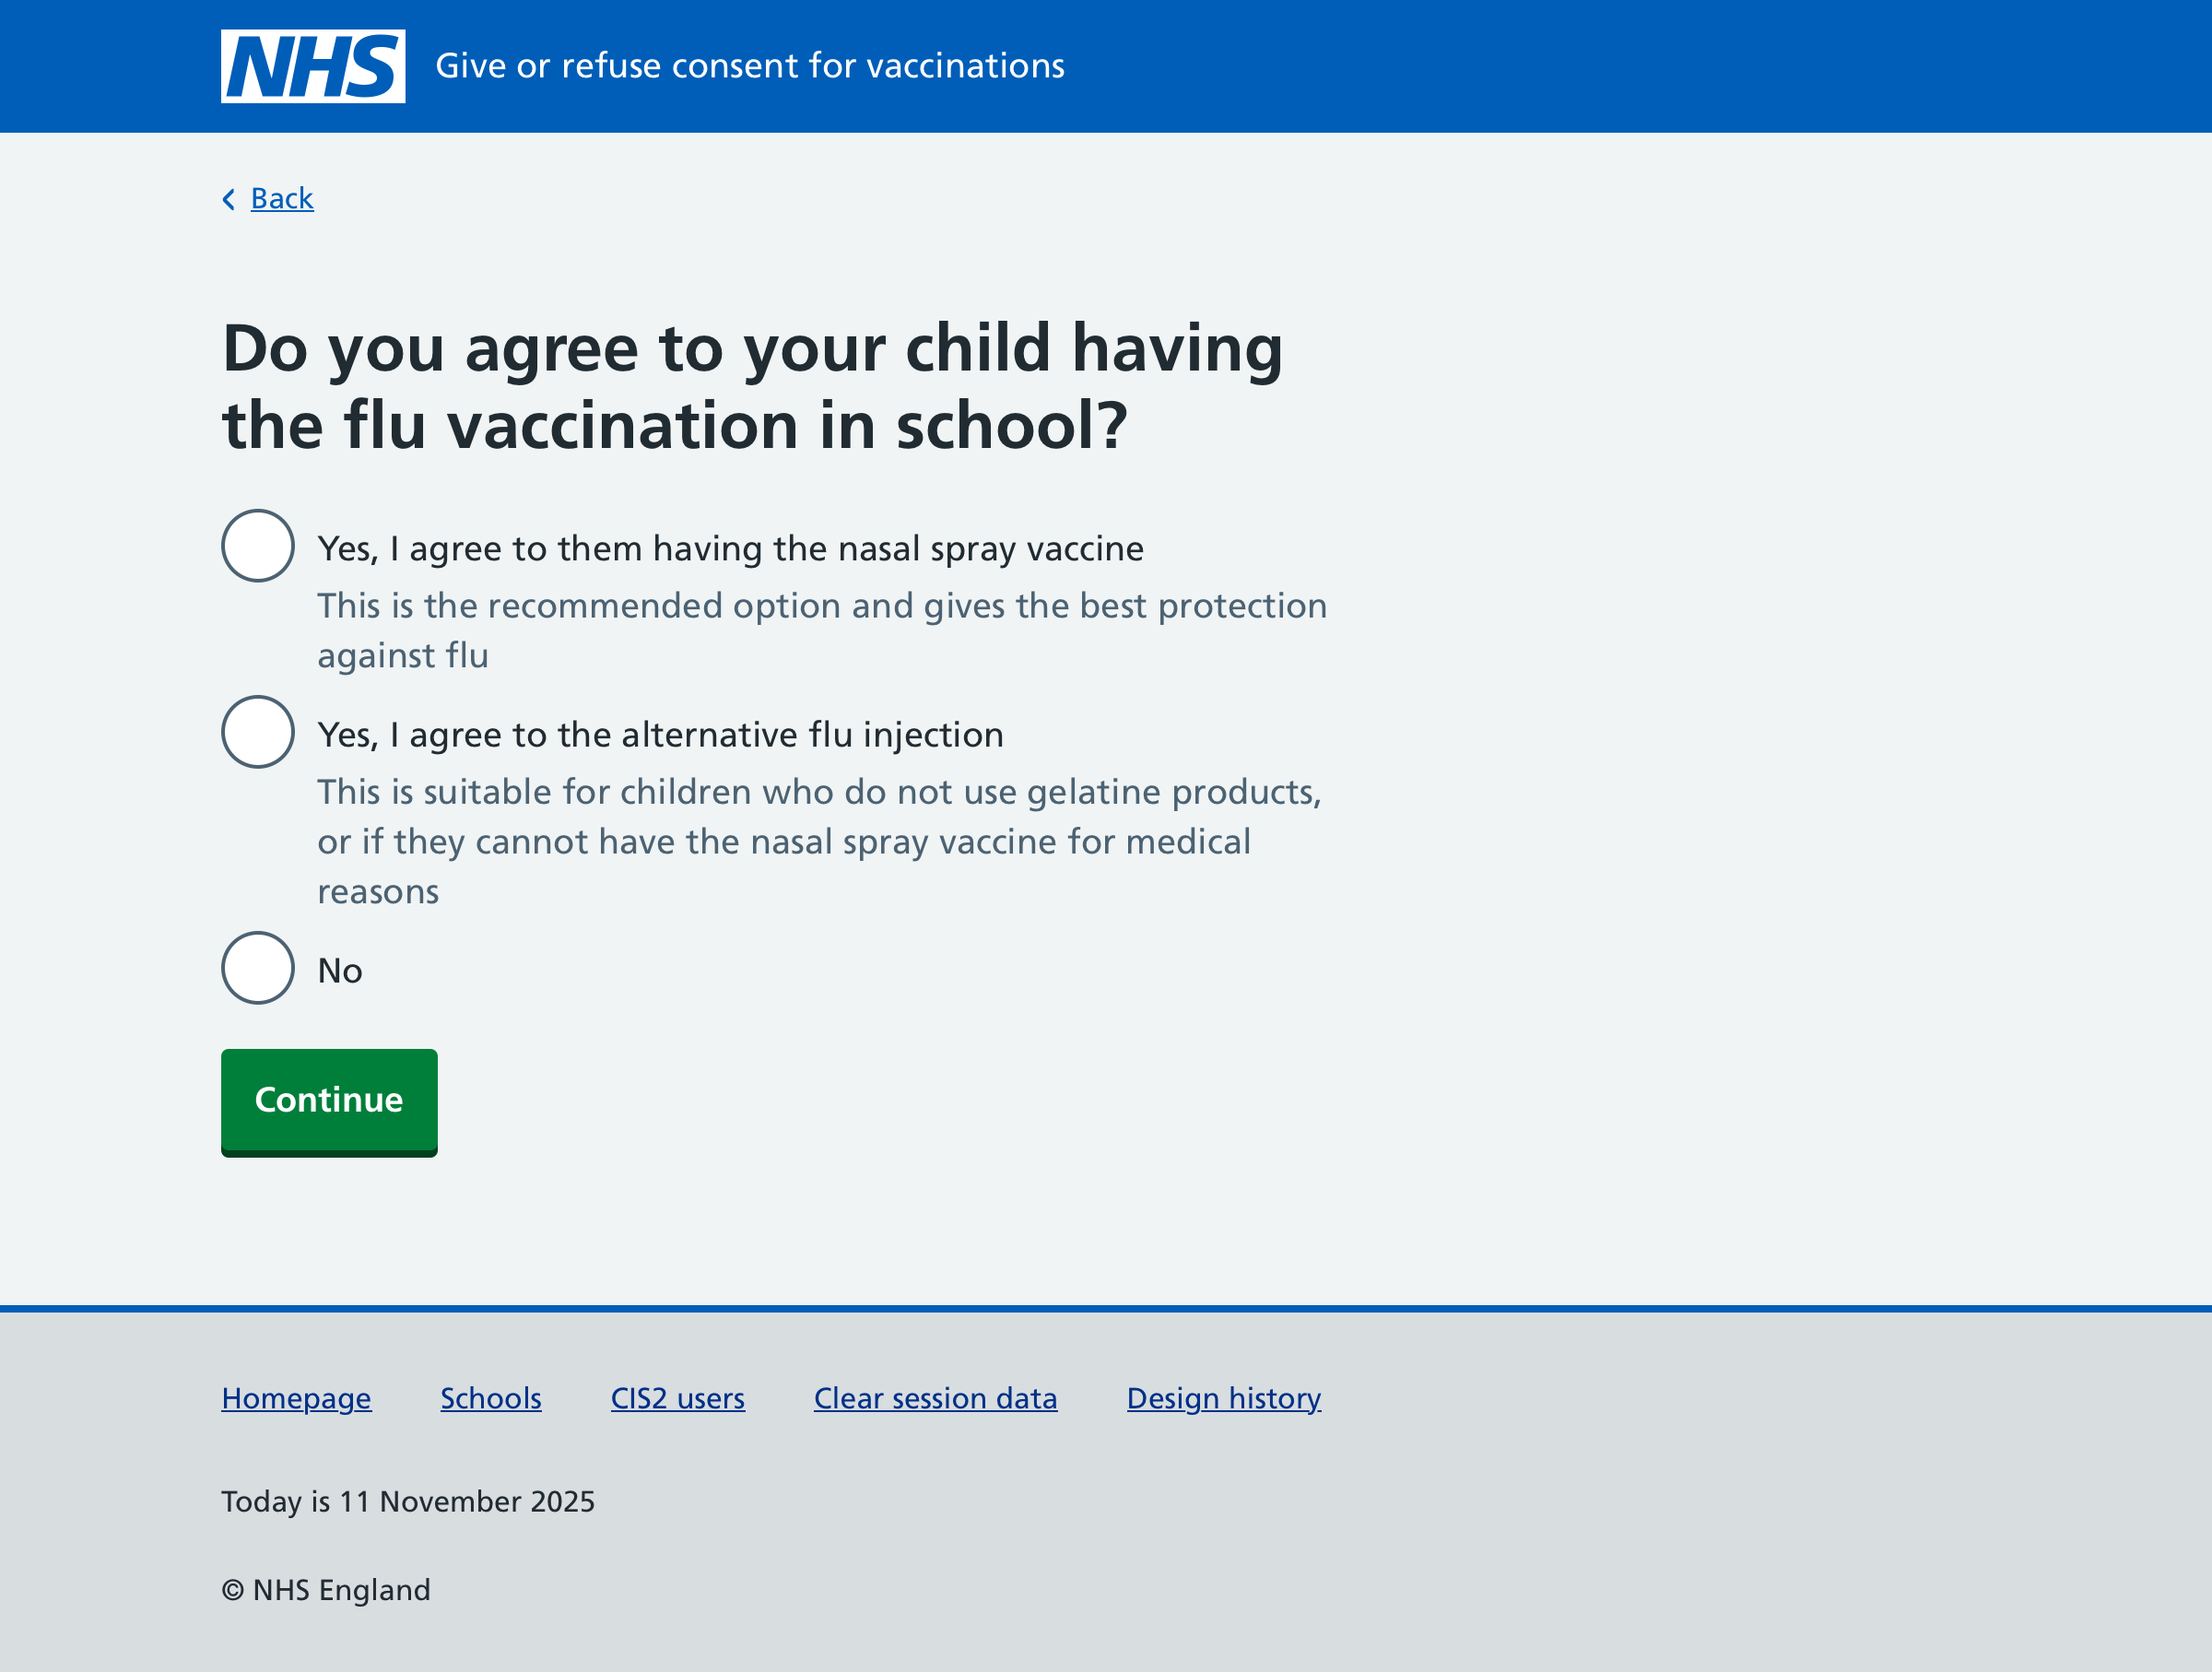 NHS
Give or refuse consent for vaccinations
Back
Do you agree to your child having
the flu vaccination in school?
Yes, I agree to them having the nasal spray vaccine
This is the recommended option and gives the best protection
against flu
Yes, I agree to the alternative flu injection
This is suitable for children who do not use gelatine products,
or if they cannot have the nasal spray vaccine for medical
reasons
No
Continue
Homepage Schools CIS2 users Clear session data Design history
Today is 11 November 2025
© NHS England